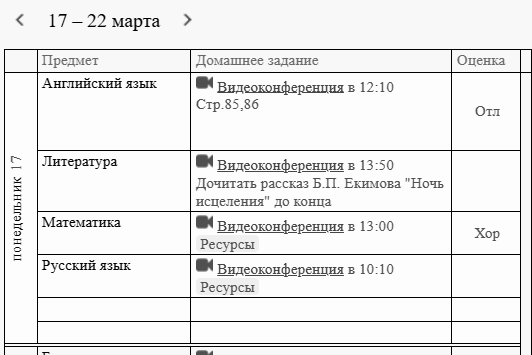 17 – 22 марта
Предмет Домашнее задание Оценка
понедельник 17
Английский язык Видеоконференция в 12:10
Стр.85,86
Отл
Литература Видеоконференция в 13:50
Дочитать рассказ Б.П. Екимова "Ночь
исцеления" до конца
Математика Видеоконференция в 13:00
Ресурсы
Хор
Русский язык Видеоконференция в 10:10
Ресурсы